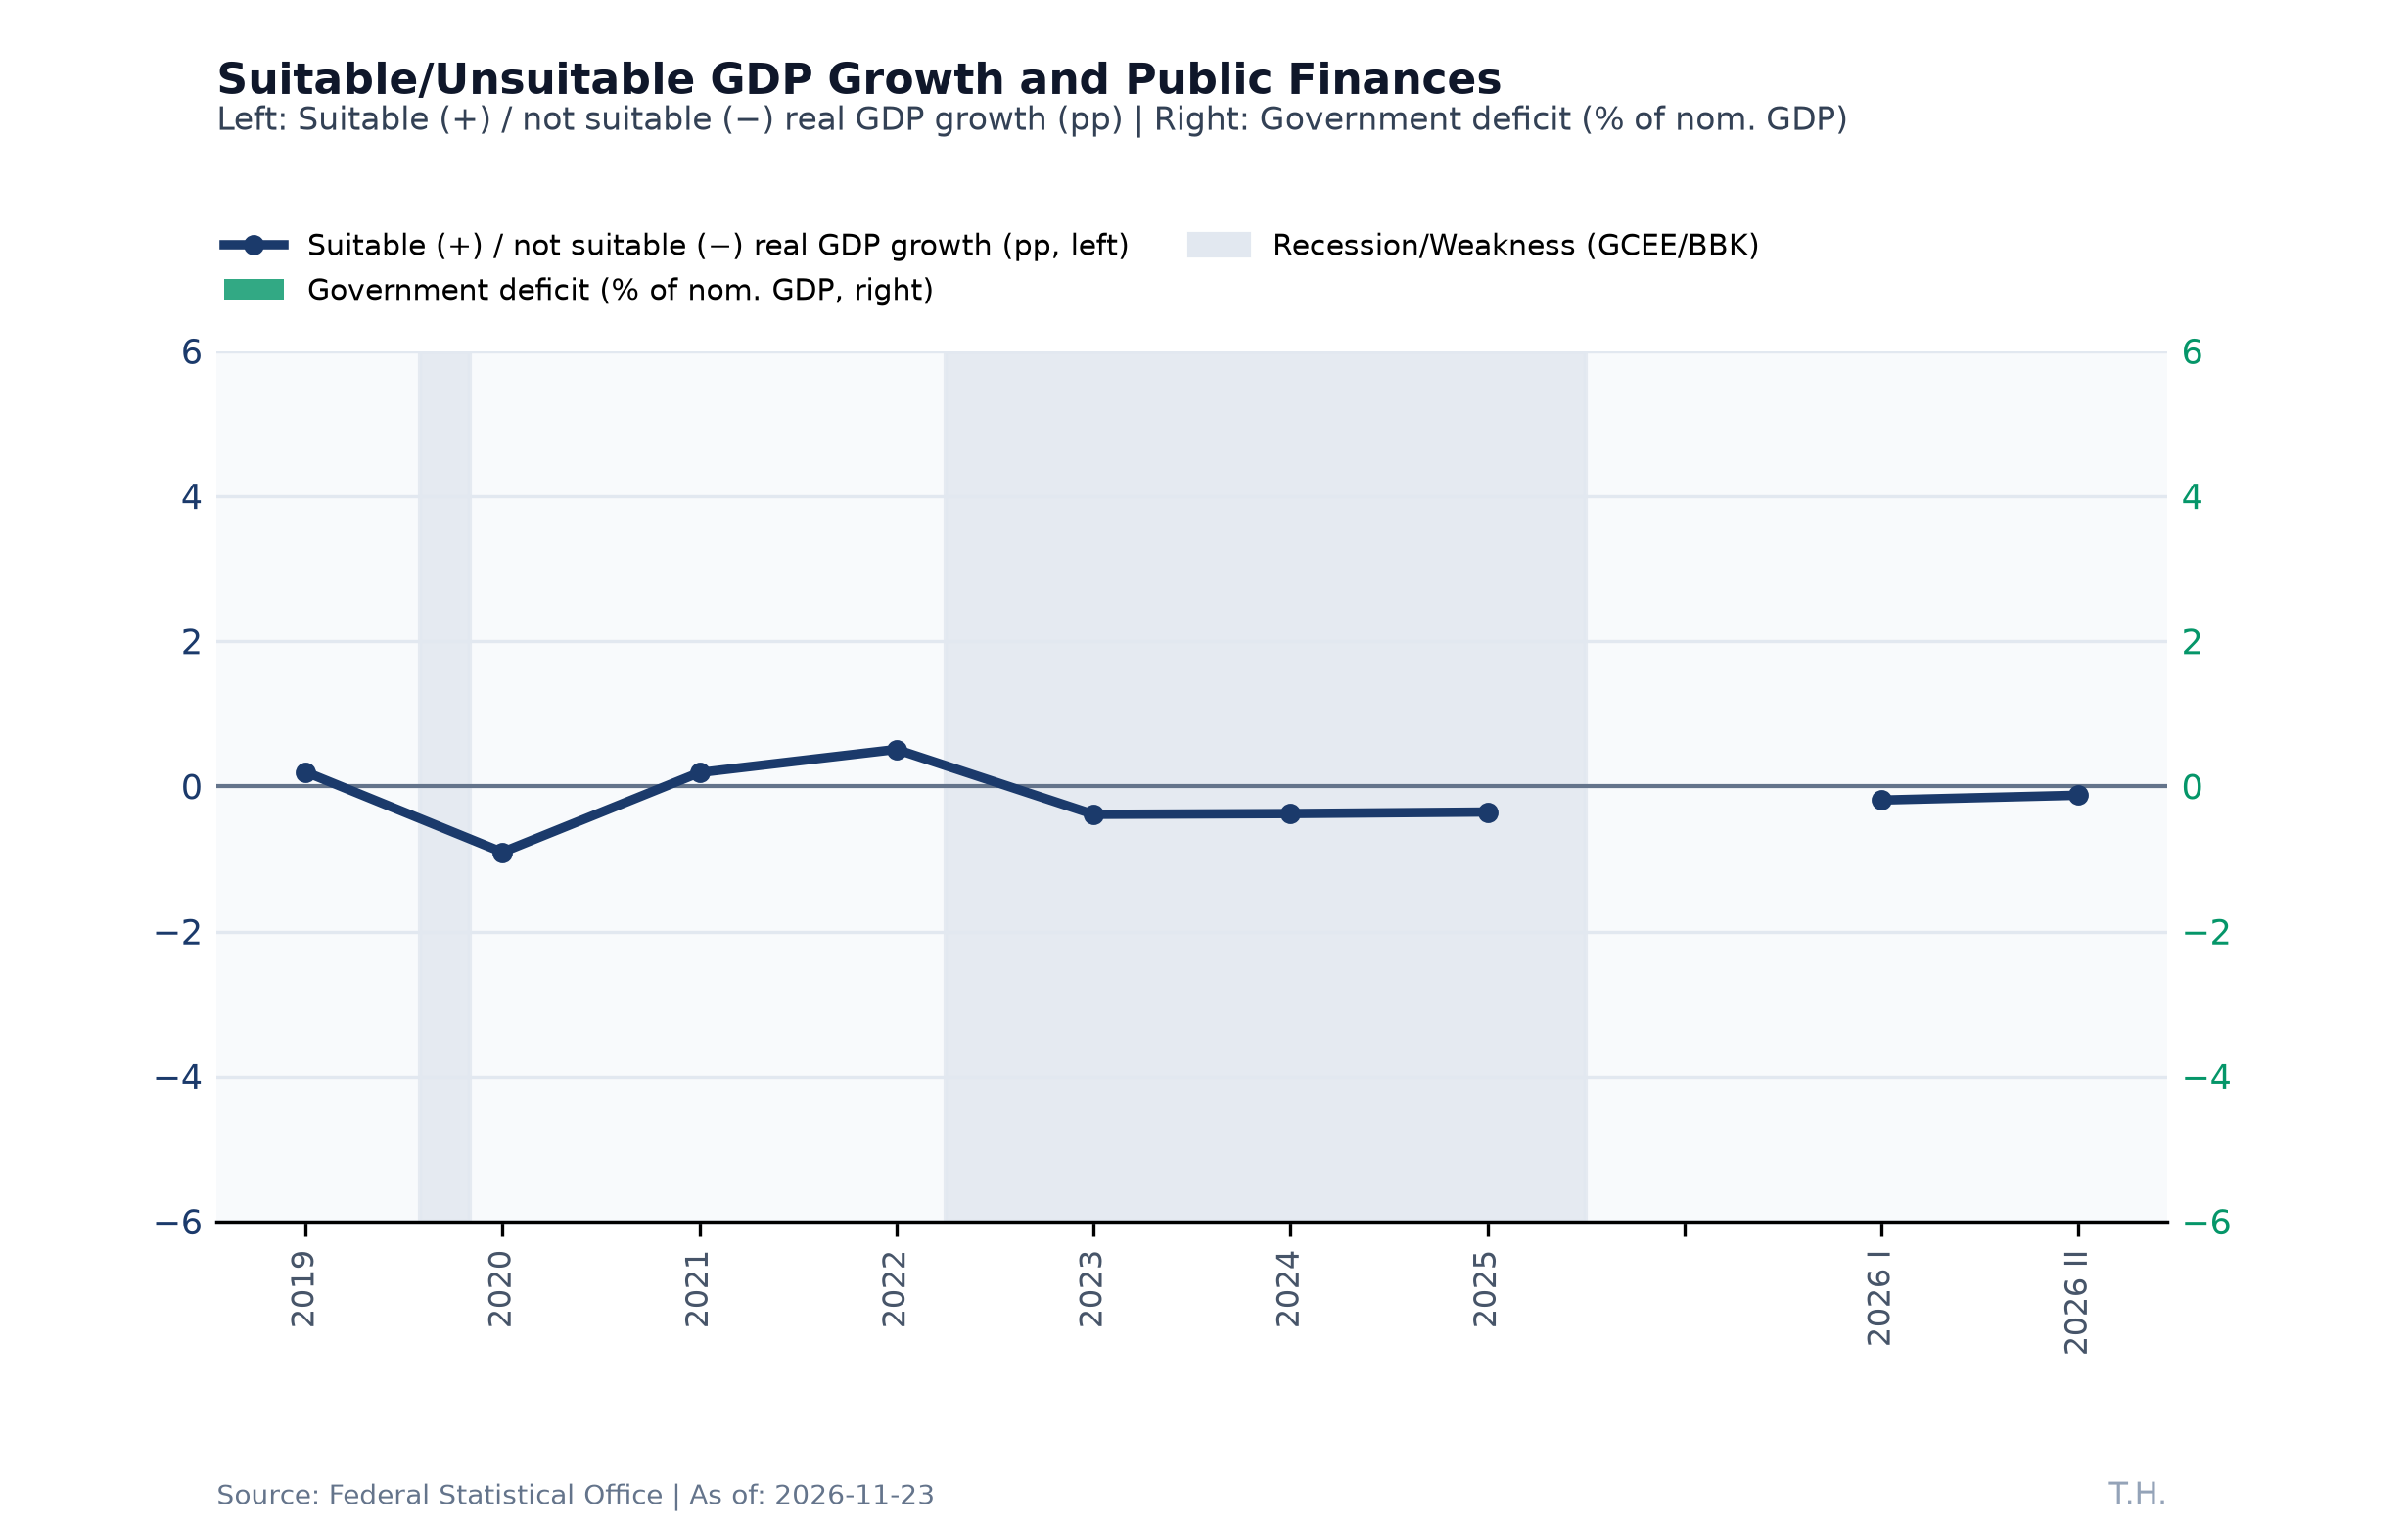 Suitable/Unsuitable GDP Growth and Public Finances
Left: Suitable (+) / not suitable (−) real GDP growth (pp) | Right: Government deficit (% of nom. GDP)
Suitable (+) / not suitable (−) real GDP growth (pp, left)
Recession/Weakness (GCEE/BBK)
Government deficit (% of nom. GDP, right)
6 6
4 4
2 2
0 0
−2 −2
−4 −4
−6 −6
2019 2020 2021 2022 2023 2024 2025 2026 I 2026 II
Source: Federal Statistical Office | As of: 2026-11-23
T.H.